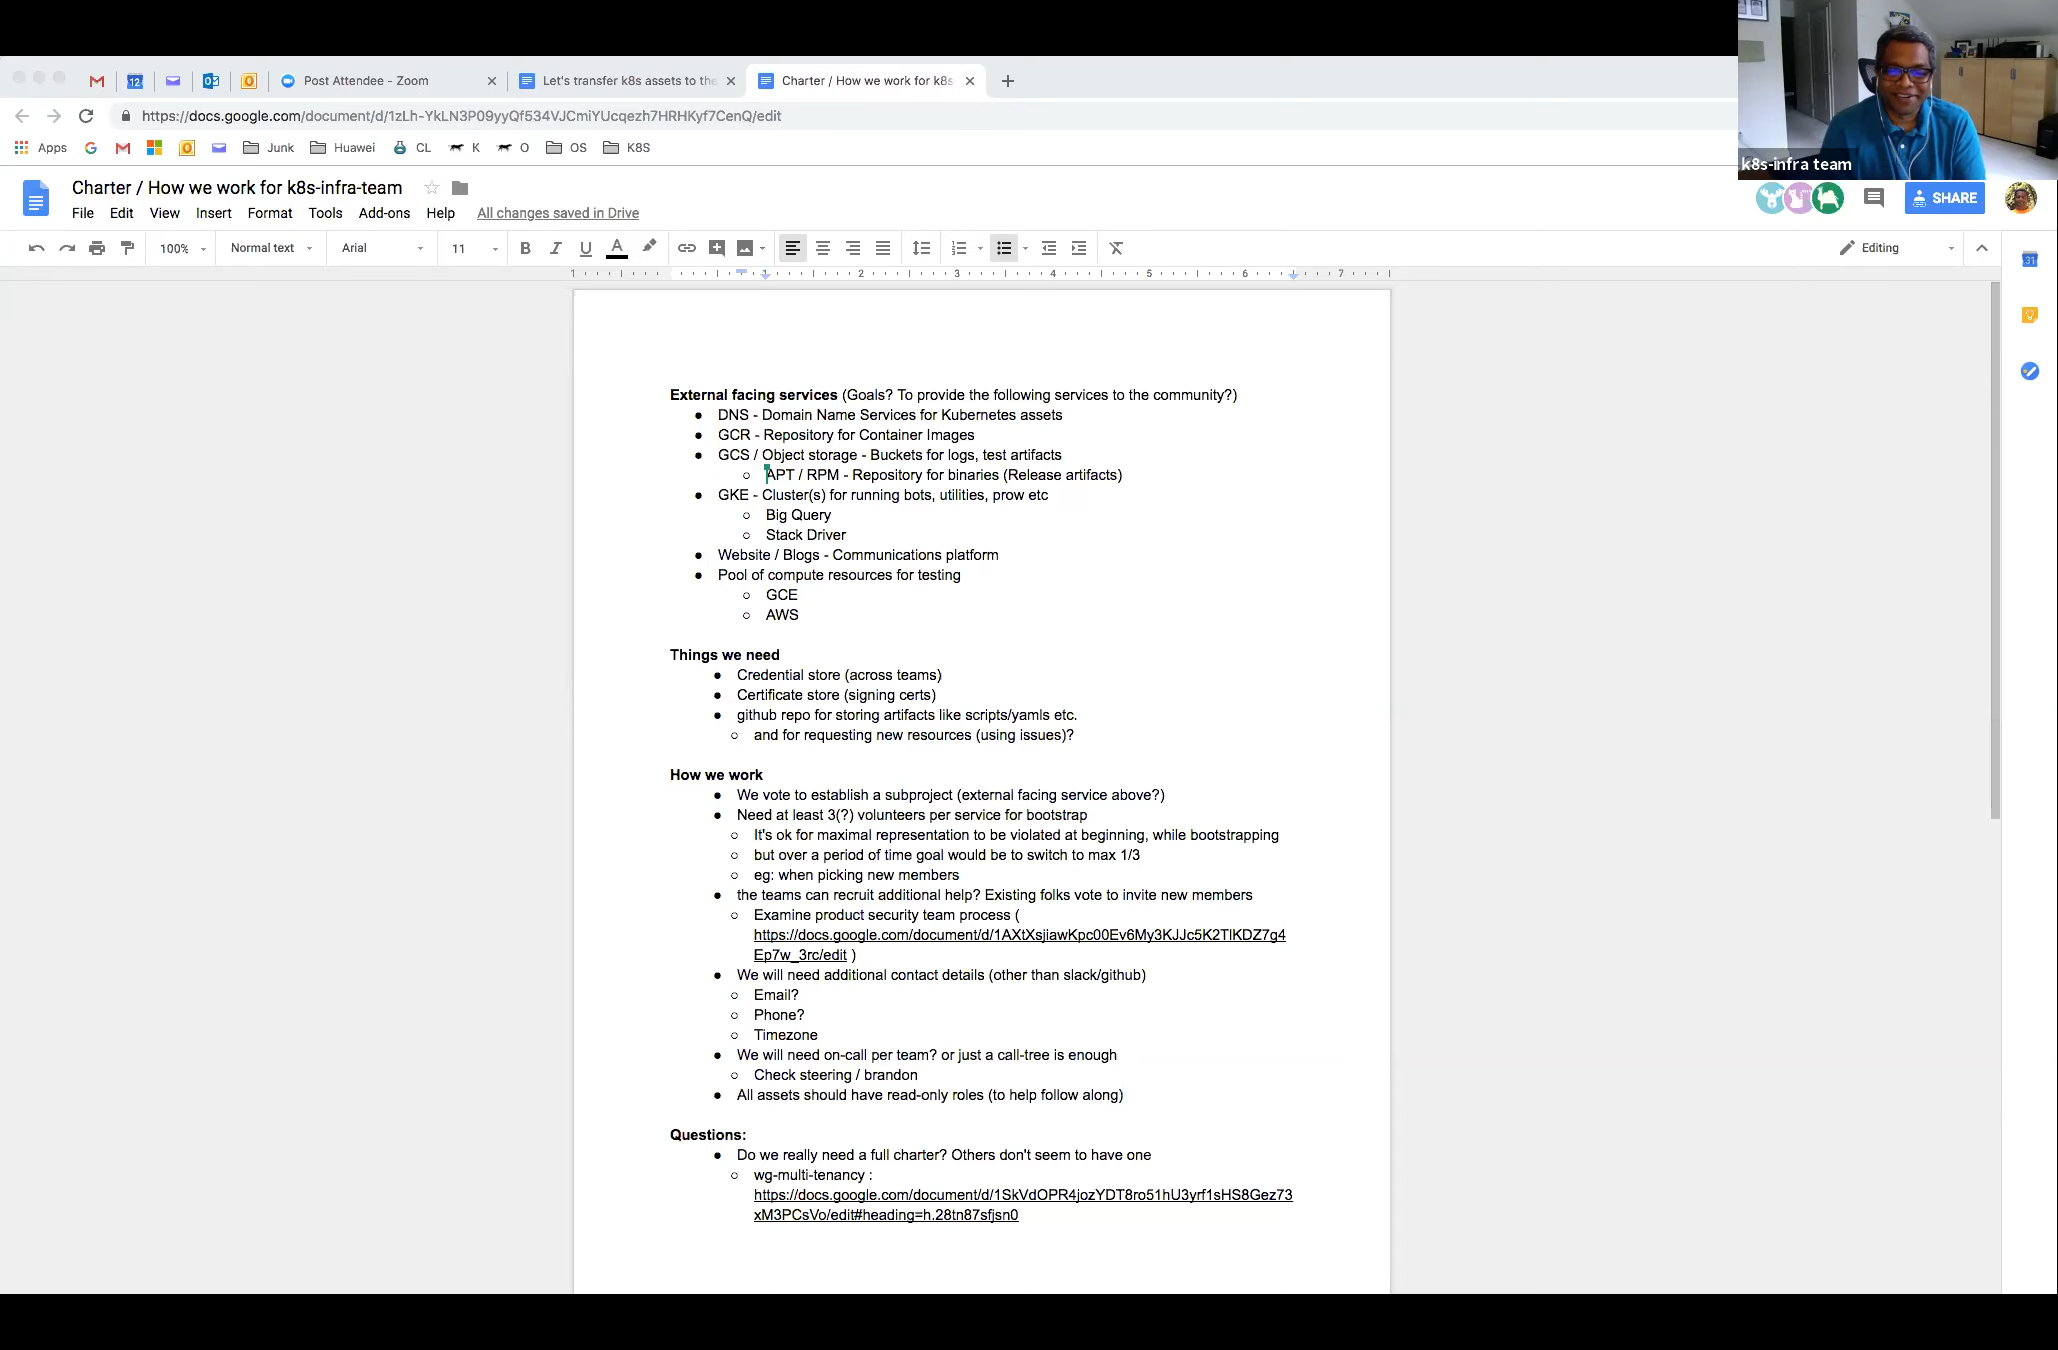 Post Attendee - Zoom
Let's transfer k8s assets to the
Charter / How we work for k8s
https://docs.google.com/document/d/1zLh-YkLN3P09yyQf534VJCmiYUcqezh7HRHKyf7CenQ/edit
Apps Junk Huawei CL K O OS K8S
k8s-infra team
Charter / How we work for k8s-infra-team
File Edit View Insert Format Tools Add-ons Help All changes saved in Drive
SHARE
100% Normal text Arial 11 B I U A Editing
1 1 2 3 4 5 6 7
External facing services (Goals? To provide the following services to the community?)
● DNS - Domain Name Services for Kubernetes assets
● GCR - Repository for Container Images
● GCS / Object storage - Buckets for logs, test artifacts
○ APT / RPM - Repository for binaries (Release artifacts)
● GKE - Cluster(s) for running bots, utilities, prow etc
○ Big Query
○ Stack Driver
● Website / Blogs - Communications platform
● Pool of compute resources for testing
○ GCE
○ AWS
Things we need
● Credential store (across teams)
● Certificate store (signing certs)
● github repo for storing artifacts like scripts/yamls etc.
○ and for requesting new resources (using issues)?
How we work
● We vote to establish a subproject (external facing service above?)
● Need at least 3(?) volunteers per service for bootstrap
○ It's ok for maximal representation to be violated at beginning, while bootstrapping
○ but over a period of time goal would be to switch to max 1/3
○ eg: when picking new members
● the teams can recruit additional help? Existing folks vote to invite new members
○ Examine product security team process (
https://docs.google.com/document/d/1AXtXsjiawKpc00Ev6My3KJJc5K2TlKDZ7g4
Ep7w_3rc/edit )
● We will need additional contact details (other than slack/github)
○ Email?
○ Phone?
○ Timezone
● We will need on-call per team? or just a call-tree is enough
○ Check steering / brandon
● All assets should have read-only roles (to help follow along)
Questions:
● Do we really need a full charter? Others don't seem to have one
○ wg-multi-tenancy :
https://docs.google.com/document/d/1SkVdOPR4jozYDT8ro51hU3yrf1sHS8Gez73
xM3PCsVo/edit#heading=h.28tn87sfjsn0